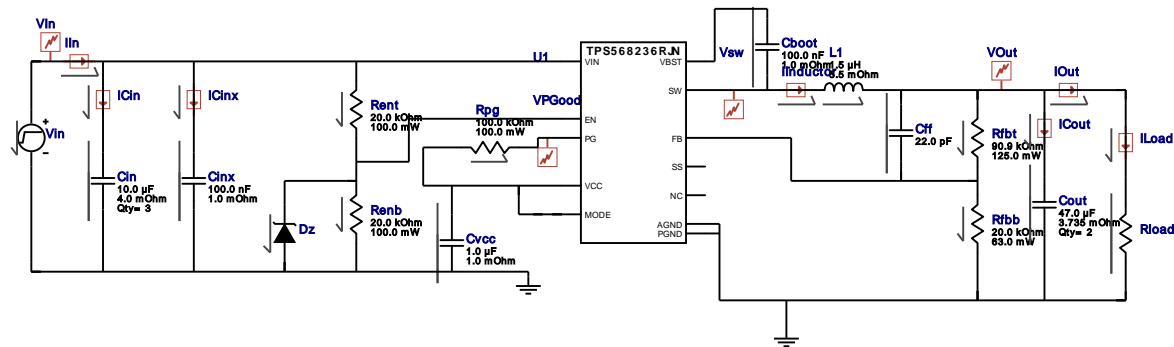 Vin
Iin
ICin
ICinx
Vin
+
-
Cin
10.0 µF
4.0 mOhm
Qty= 3
Cinx
100.0 nF
1.0 mOhm
Rent
20.0 kOhm
100.0 mW
Renb
20.0 kOhm
100.0 mW
Dz
Rpg
100.0 kOhm
100.0 mW
VPGood
Cvcc
1.0 µF
1.0 mOhm
U1
TPS568236RJN
VIN
EN
PG
VCC
MODE
VBST
SW
FB
SS
NC
AGND
PGND
Vsw
Cboot
100.0 nF
1.0 mOhm
IInductor
L1
1.5 µH
8.5 mOhm
Cff
22.0 pF
VOut
IOut
Rfbt
90.9 kOhm
125.0 mW
Rfbb
20.0 kOhm
63.0 mW
ICout
Cout
47.0 µF
3.735 mOhm
Qty= 2
ILoad
Rload